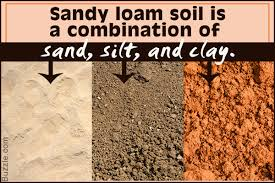 Sandy loam soil is
a combination of
sand, silt, and clay.
Buzzle.com